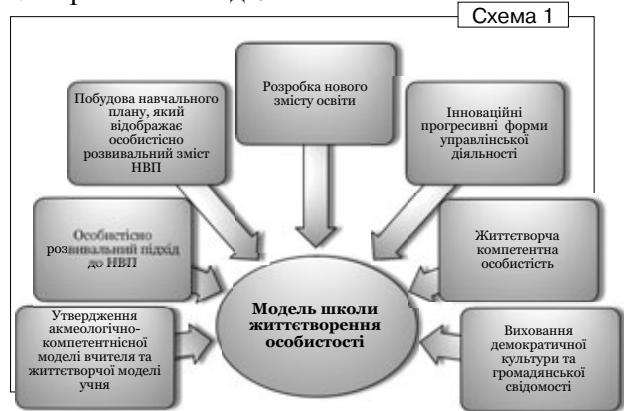 Схема 1
Побудова навчального
плану, який
відображає
особистісно
розвивальний зміст
НВП
Розробка нового
змісту освіти
Інноваційні
прогресивні форми
управлінської
діяльності
Особистісно
розвивальний підхід
до НВП
Життєтворча
компетентна
особистість
Утвердження
акмеологічно-
компетентнісної
моделі вчителя та
життєтворчої моделі
учня
Модель школи
життєтворення
особистості
Виховання
демократичної
культури та
громадянської
свідомості